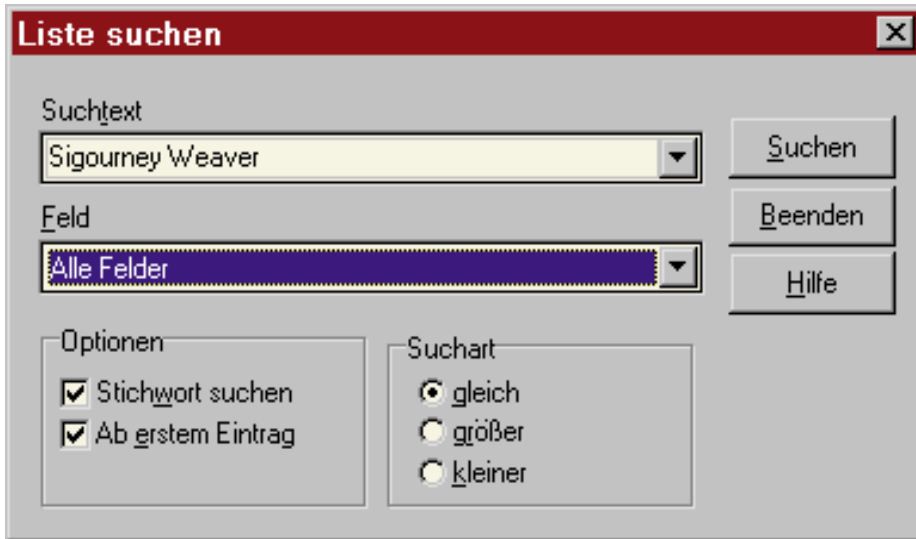 Liste suchen
Suchtext
Sigourney Weaver
Suchen
Beenden
Feld
Alle Felder
Hilfe
Optionen
Stichwort suchen
Ab erstem Eintrag
Suchart
gleich
größer
kleiner